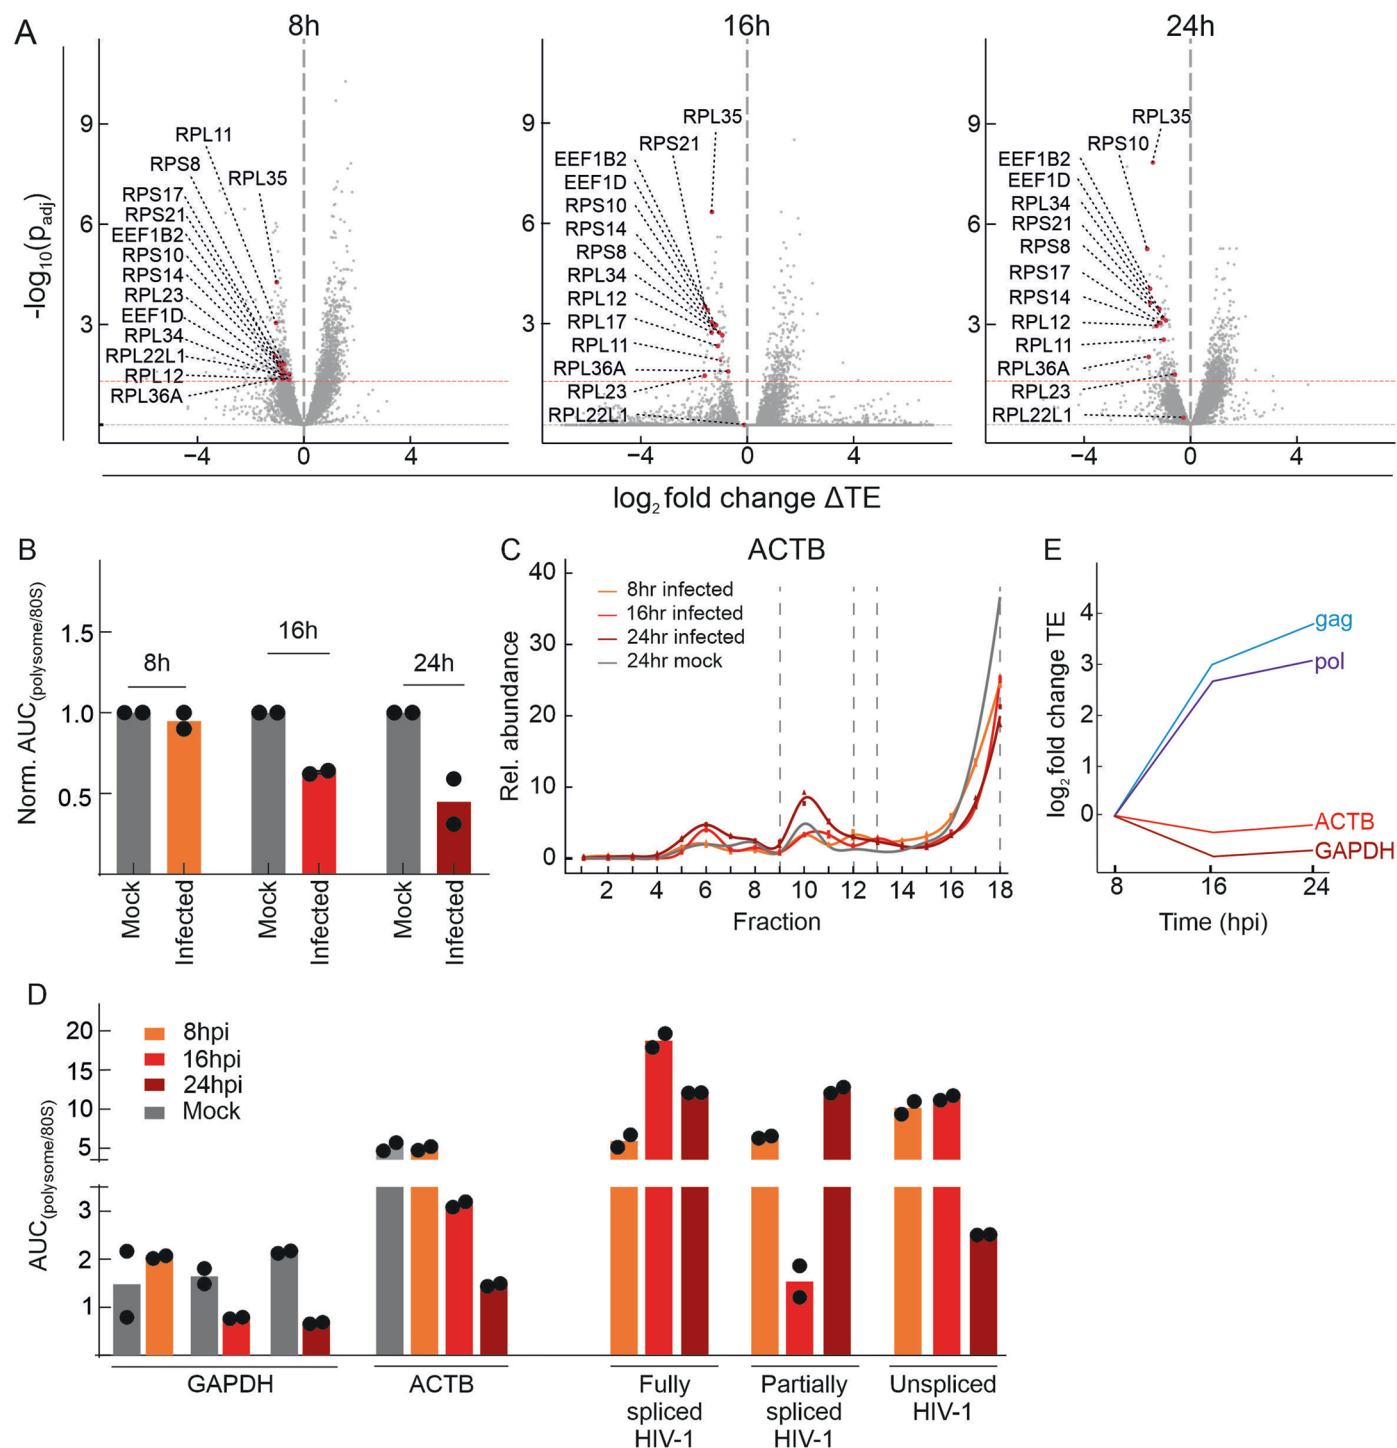 A
8h
16h
24h
-log10(padj)
9
6
3
RPL11
RPS8
RPL35
RPS17
RPS21
EEF1B2
RPS10
RPS14
RPL23
EEF1D
RPL34
RPL22L1
RPL12
RPL36A
−4
0
4
9
6
3
RPL35
RPS21
EEF1B2
EEF1D
RPS10
RPS14
RPS8
RPL34
RPL12
RPL17
RPL11
RPL36A
RPL23
RPL22L1
−4
0
4
9
6
3
RPL35
RPS10
EEF1B2
EEF1D
RPL34
RPS21
RPS8
RPS17
RPS14
RPL12
RPL11
RPL36A
RPL23
RPL22L1
−4
0
4
log2 fold change ΔTE
B
Norm. AUC(polysome/80S)
1.5
1.0
0.5
8h
16h
24h
Mock
Infected
Mock
Infected
Mock
Infected
C
ACTB
Rel. abundance
40
30
20
10
0
8hr infected
16hr infected
24hr infected
24hr mock
2 4 6 8 10 12 14 16 18
Fraction
E
log2 fold change TE
4
3
2
1
0
gag
pol
ACTB
GAPDH
8 16 24
Time (hpi)
D
AUC(polysome/80S)
20
15
10
5
3
2
1
8hpi
16hpi
24hpi
Mock
GAPDH
ACTB
Fully
spliced
HIV-1
Partially
spliced
HIV-1
Unspliced
HIV-1